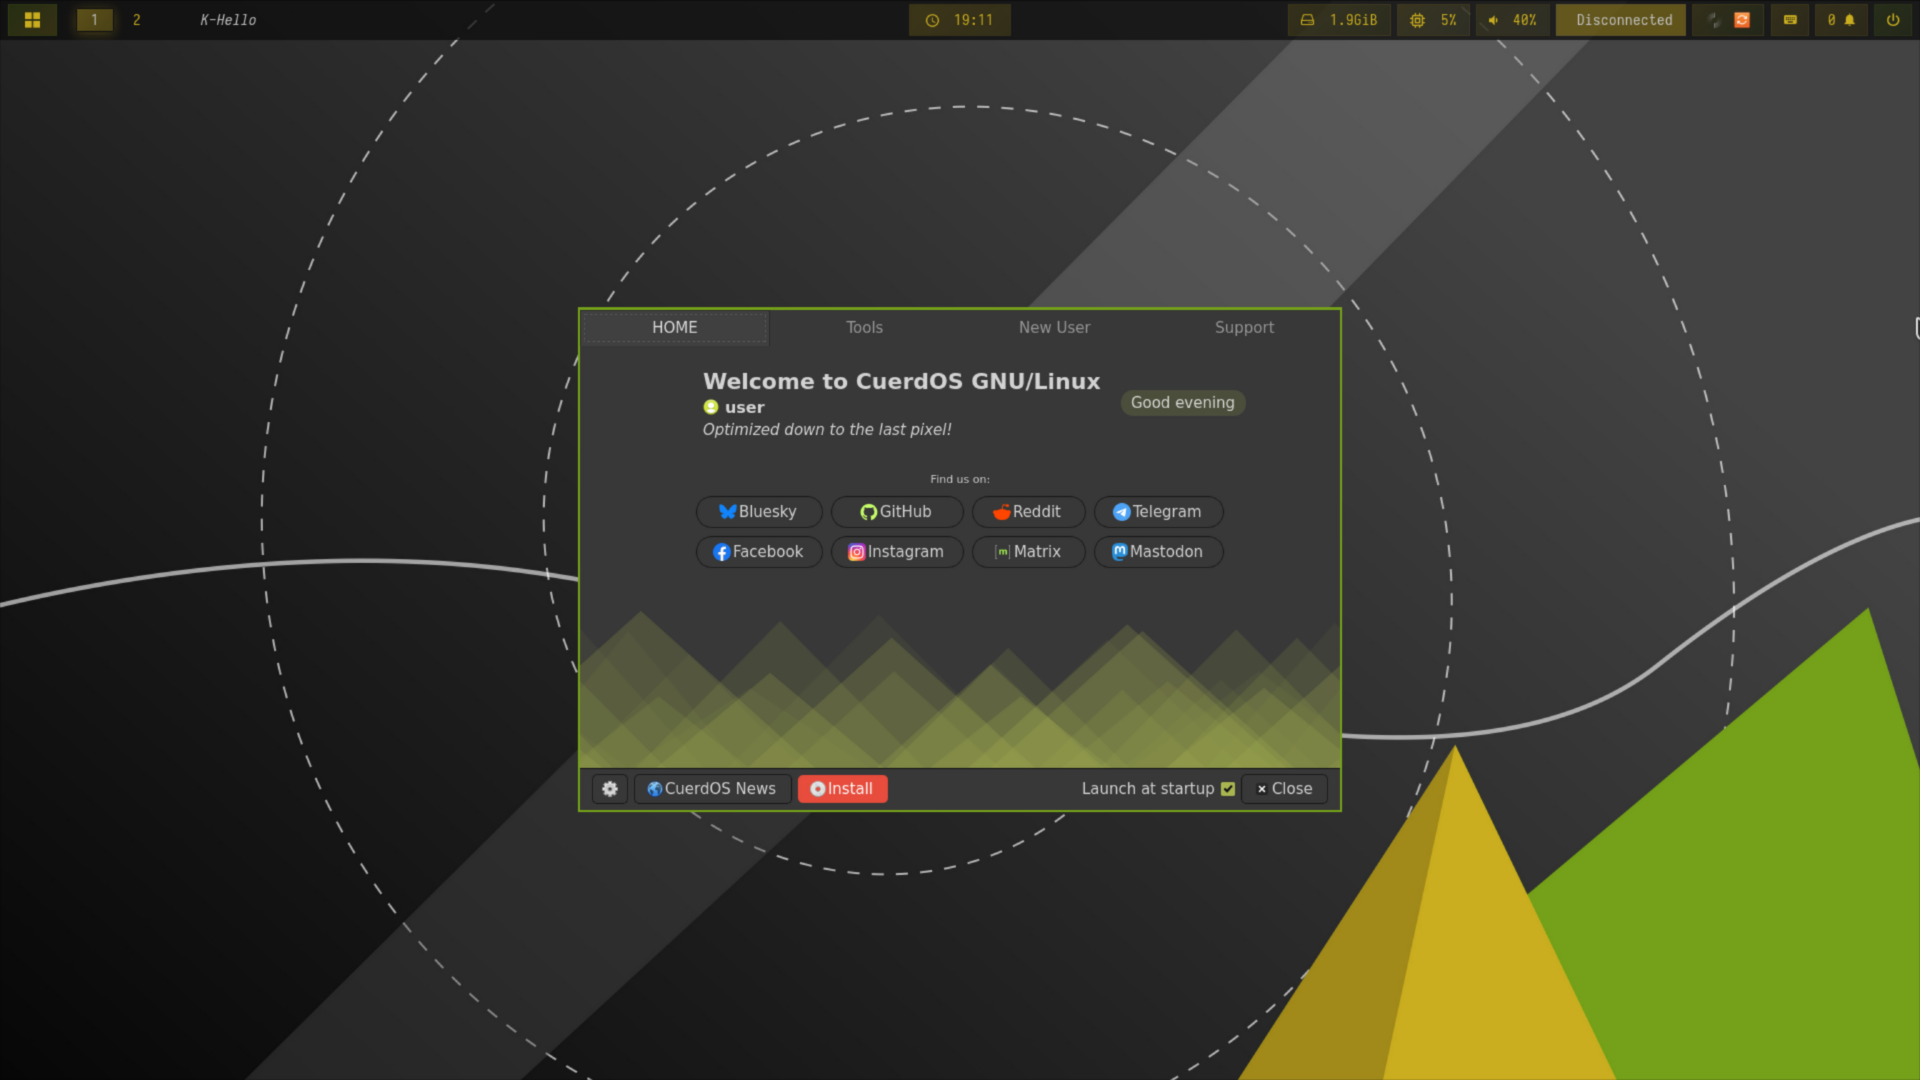 1 2 K-Hello 19:11 1.9GiB 5% 40% Disconnected 0
HOME Tools New User Support
Welcome to CuerdOS GNU/Linux
Good evening
user
Optimized down to the last pixel!
Find us on:
Bluesky GitHub Reddit Telegram
Facebook Instagram [m] Matrix Mastodon
CuerdOS News Install Launch at startup Close